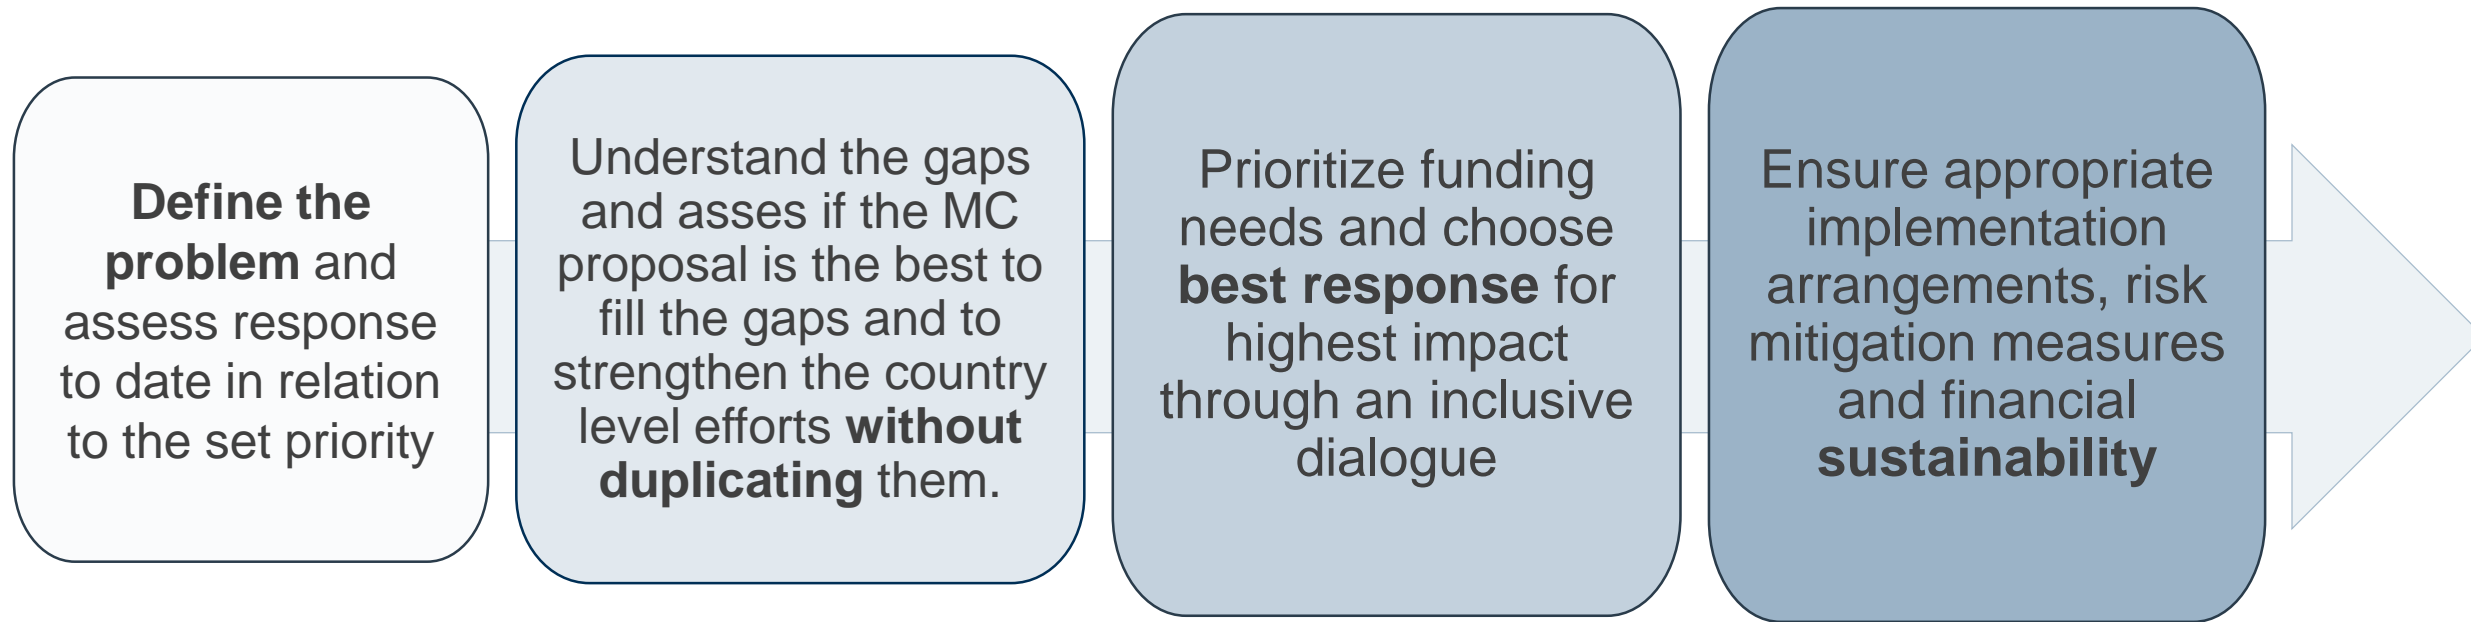 Define the
problem and
assess response
to date in relation
to the set priority
Understand the gaps
and asses if the MC
proposal is the best to
fill the gaps and to
strengthen the country
level efforts without
duplicating them.
Prioritize funding
needs and choose
best response for
highest impact
through an inclusive
dialogue
Ensure appropriate
implementation
arrangements, risk
mitigation measures
and financial
sustainability